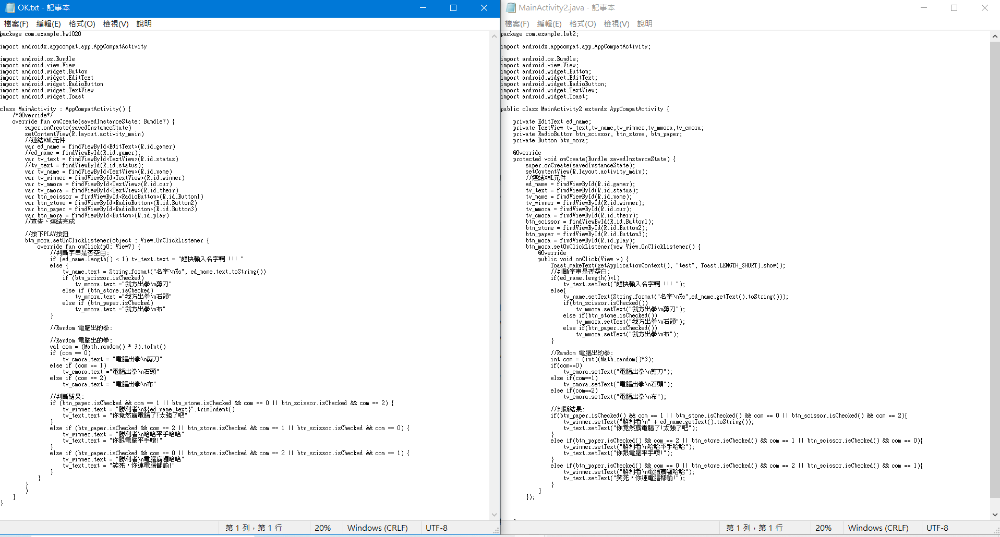 OK.txt - 記事本
檔案(F) 編輯(E) 格式(O) 檢視(V) 說明
package com.example.hw1020
import androidx.appcompat.app.AppCompatActivity
import android.os.Bundle
import android.view.View
import android.widget.Button
import android.widget.EditText
import android.widget.RadioButton
import android.widget.TextView
import android.widget.Toast
class MainActivity : AppCompatActivity() {
/*@Override*/
override fun onCreate(savedInstanceState: Bundle?) {
super.onCreate(savedInstanceState)
setContentView(R.layout.activity_main)
//連結XML元件
var ed_name = findViewById<EditText>(R.id.gamer)
//ed_name = findViewById(R.id.gamer);
var tv_text = findViewById<TextView>(R.id.status)
//tv_text = findViewById(R.id.status);
var tv_name = findViewById<TextView>(R.id.name)
var tv_winner = findViewById<TextView>(R.id.winner)
var tv_mmora = findViewById<TextView>(R.id.our)
var tv_cmora = findViewById<TextView>(R.id.their)
var btn_scissor = findViewById<RadioButton>(R.id.Button1)
var btn_stone = findViewById<RadioButton>(R.id.Button2)
var btn_paper = findViewById<RadioButton>(R.id.Button3)
var btn_mora = findViewById<Button>(R.id.play)
//宣告、連結完成
//按下PLAY按鈕
btn_mora.setOnClickListener(object : View.OnClickListener {
override fun onClick(p0: View?) {
//判斷字串是否空白:
if (ed_name.length() < 1) tv_text.text = "趕快輸入名字啊 !!! "
else {
tv_name.text = String.format("名字\n%s", ed_name.text.toString())
if (btn_scissor.isChecked)
tv_mmora.text ="我方出拳\n剪刀"
else if (btn_stone.isChecked)
tv_mmora.text ="我方出拳\n石頭"
else if (btn_paper.isChecked)
tv_mmora.text ="我方出拳\n布"
}
//Random 電腦出的拳:
//Random 電腦出的拳:
val com = (Math.random() * 3).toInt()
if (com == 0)
tv_cmora.text = "電腦出拳\n剪刀"
else if (com == 1)
tv_cmora.text ="電腦出拳\n石頭"
else if (com == 2)
tv_cmora.text = "電腦出拳\n布"
//判斷結果:
if (btn_paper.isChecked && com == 1 || btn_stone.isChecked && com == 0 || btn_scissor.isChecked && com == 2) {
tv_winner.text = "勝利者\n${ed_name.text}".trimIndent()
tv_text.text = "你竟然贏電腦了!太強了吧"
}
else if (btn_paper.isChecked && com == 2 || btn_stone.isChecked && com == 1 || btn_scissor.isChecked && com == 0) {
tv_winner.text = "勝利者\n哈哈平手哈哈"
tv_text.text = "你跟電腦平手唷!"
}
else if (btn_paper.isChecked && com == 0 || btn_stone.isChecked && com == 2 || btn_scissor.isChecked && com == 1) {
tv_winner.text = "勝利者\n電腦贏囉哈哈"
tv_text.text = "笑死，你連電腦都輸!"
}
}
}
)
}
}
第 1 列，第 1 行 20% Windows (CRLF) UTF-8
MainActivity2.java - 記事本
檔案(F) 編輯(E) 格式(O) 檢視(V) 說明
package com.example.lab2;
import androidx.appcompat.app.AppCompatActivity;
import android.os.Bundle;
import android.view.View;
import android.widget.Button;
import android.widget.EditText;
import android.widget.RadioButton;
import android.widget.TextView;
import android.widget.Toast;
public class MainActivity2 extends AppCompatActivity {
private EditText ed_name;
private TextView tv_text,tv_name,tv_winner,tv_mmora,tv_cmora;
private RadioButton btn_scissor, btn_stone, btn_paper;
private Button btn_mora;
@Override
protected void onCreate(Bundle savedInstanceState) {
super.onCreate(savedInstanceState);
setContentView(R.layout.activity_main);
//連結XML元件
ed_name = findViewById(R.id.gamer);
tv_text = findViewById(R.id.status);
tv_name = findViewById(R.id.name);
tv_winner = findViewById(R.id.winner);
tv_mmora = findViewById(R.id.our);
tv_cmora = findViewById(R.id.their);
btn_scissor = findViewById(R.id.Button1);
btn_stone = findViewById(R.id.Button2);
btn_paper = findViewById(R.id.Button3);
btn_mora = findViewById(R.id.play);
btn_mora.setOnClickListener(new View.OnClickListener() {
@Override
public void onClick(View v) {
Toast.makeText(getApplicationContext(), "test", Toast.LENGTH_SHORT).show();
//判斷字串是否空白:
if(ed_name.length()<1)
tv_text.setText("趕快輸入名字啊 !!! ");
else{
tv_name.setText(String.format("名字\n%s",ed_name.getText().toString()));
if(btn_scissor.isChecked())
tv_mmora.setText("我方出拳\n剪刀");
else if(btn_stone.isChecked())
tv_mmora.setText("我方出拳\n石頭");
else if(btn_paper.isChecked())
tv_mmora.setText("我方出拳\n布");
}
//Random 電腦出的拳:
int com = (int)(Math.random()*3);
if(com==0)
tv_cmora.setText("電腦出拳\n剪刀");
else if(com==1)
tv_cmora.setText("電腦出拳\n石頭");
else if(com==2)
tv_cmora.setText("電腦出拳\n布");
//判斷結果:
if(btn_paper.isChecked() && com == 1 || btn_stone.isChecked() && com == 0 || btn_scissor.isChecked() && com == 2){
tv_winner.setText("勝利者\n" + ed_name.getText().toString());
tv_text.setText("你竟然贏電腦了!太強了吧");
}
else if(btn_paper.isChecked() && com == 2 || btn_stone.isChecked() && com == 1 || btn_scissor.isChecked() && com == 0){
tv_winner.setText("勝利者\n哈哈平手哈哈");
tv_text.setText("你跟電腦平手唷!");
}
else if(btn_paper.isChecked() && com == 0 || btn_stone.isChecked() && com == 2 || btn_scissor.isChecked() && com == 1){
tv_winner.setText("勝利者\n電腦贏囉哈哈");
tv_text.setText("笑死，你連電腦都輸!");
}
}
});
第 1 列，第 1 行 20% Windows (CRLF) UTF-8